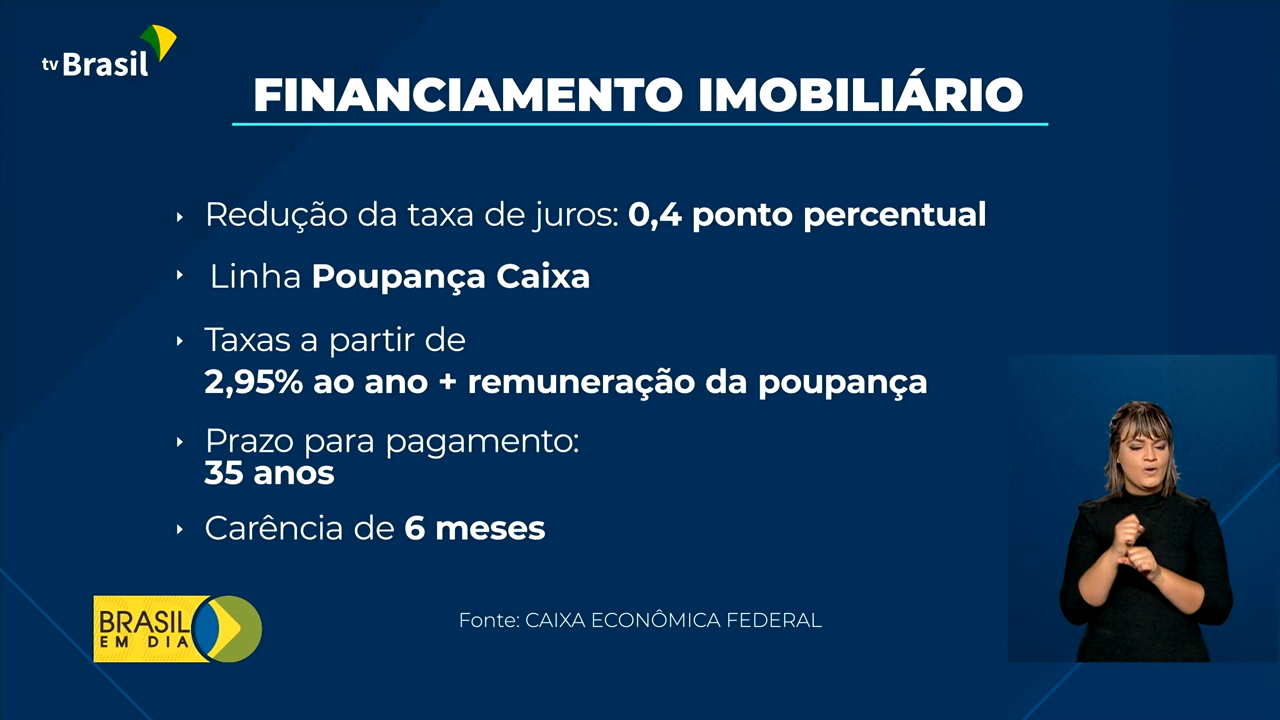 tv Brasil
FINANCIAMENTO IMOBILIÁRIO
Redução da taxa de juros: 0,4 ponto percentual
Linha Poupança Caixa
Taxas a partir de
2,95% ao ano + remuneração da poupança
Prazo para pagamento:
35 anos
Carência de 6 meses
BRASIL
EM DIA
Fonte: CAIXA ECONÔMICA FEDERAL